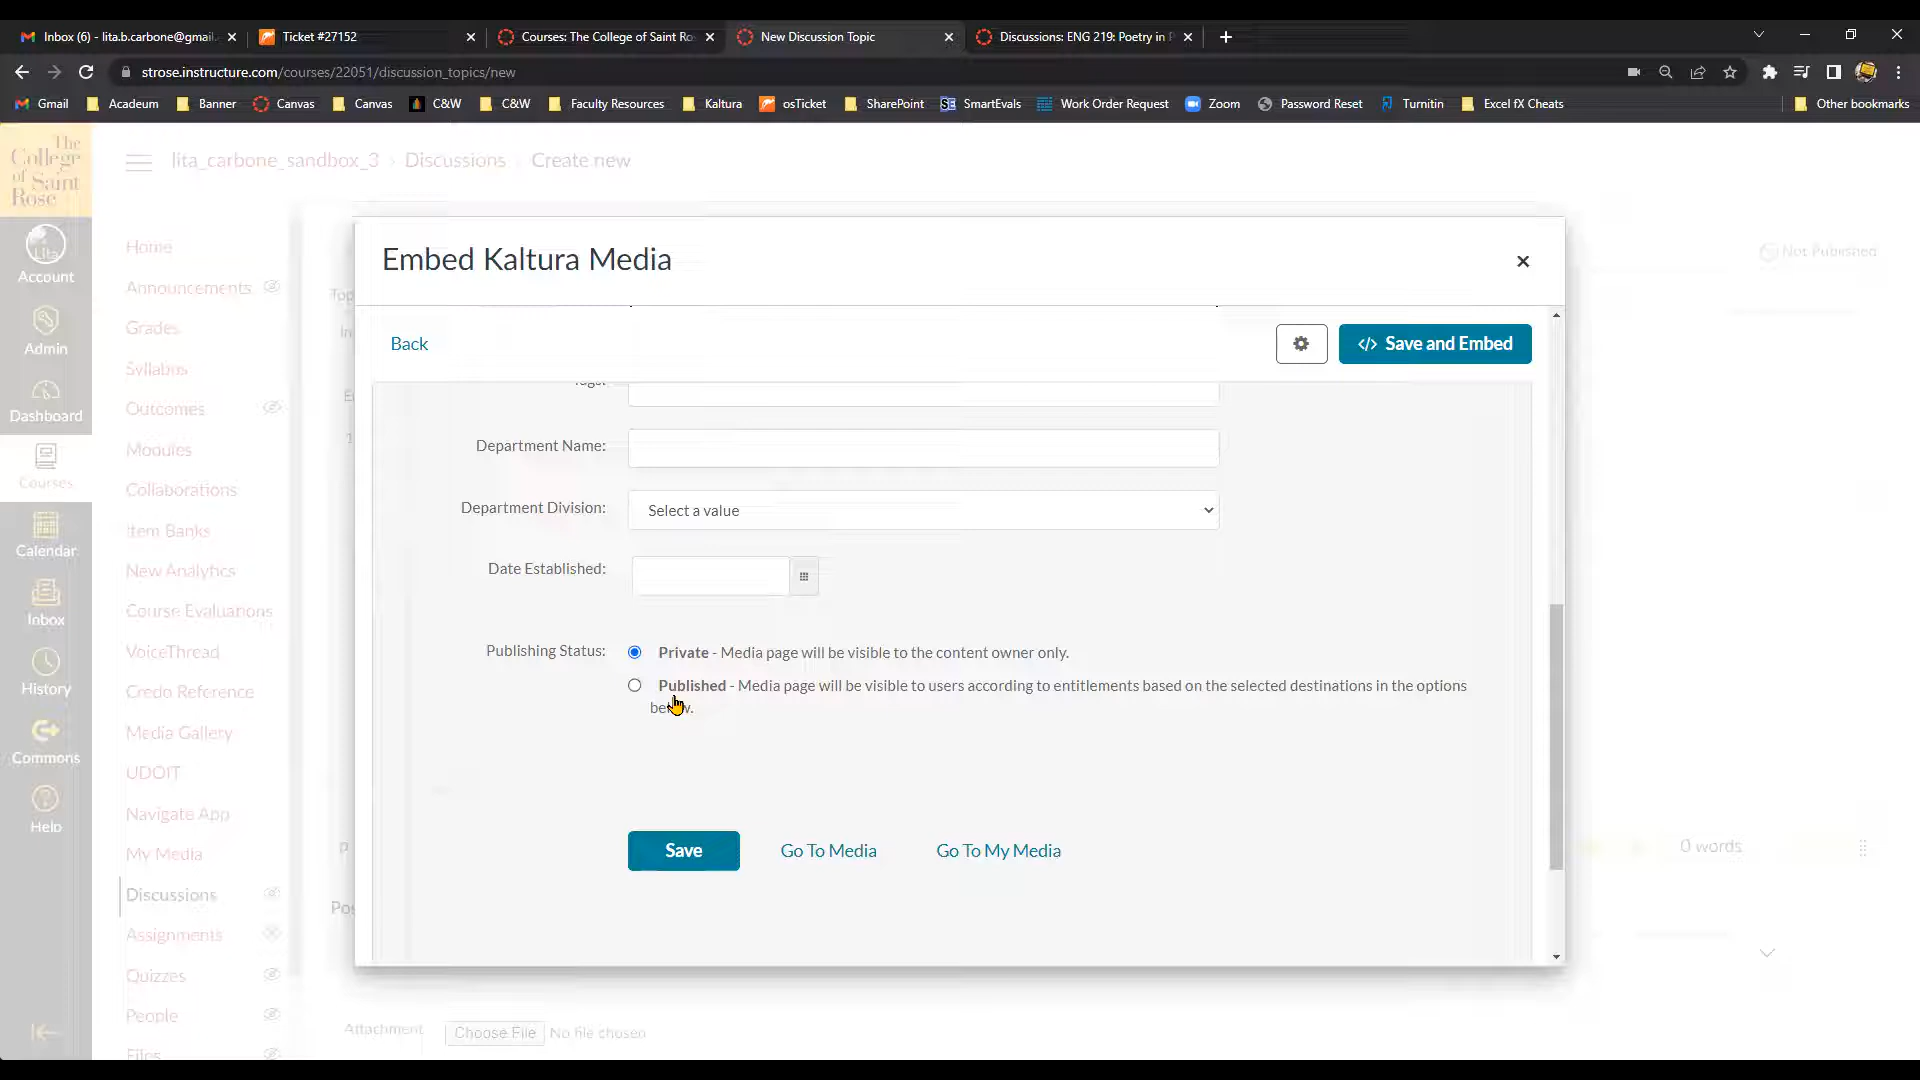 Inbox (6) - lita.b.carbone@gmail.
Ticket #27152
Courses: The College of Saint Ro
New Discussion Topic
Discussions: ENG 219: Poetry in
strose.instructure.com/courses/22051/discussion_topics/new
Gmail
Acadeum
Banner
Canvas
Canvas
C&W
C&W
Faculty Resources
Kaltura
osTicket
SharePoint
SmartEvals
Work Order Request
Zoom
Password Reset
Turnitin
Excel fX Cheats
Other bookmarks
The
College
of Saint
Rose
Account
Admin
Dashboard
Courses
Calendar
Inbox
History
Commons
Help
lita_carbone_sandbox_3 › Discussions › Create new
Home
Announcements
Grades
Syllabus
Outcomes
Modules
Collaborations
Item Banks
New Analytics
Course Evaluations
VoiceThread
Credo Reference
Media Gallery
UDOIT
Navigate App
My Media
Discussions
Assignments
Quizzes
People
Files
Not Published
Embed Kaltura Media
Back
</> Save and Embed
Tags:
Department Name:
Department Division:
Select a value
Date Established:
Publishing Status:
Private - Media page will be visible to the content owner only.
Published - Media page will be visible to users according to entitlements based on the selected destinations in the options
below.
Save
Go To Media
Go To My Media
p
0 words
Attachment
Choose File
No file chosen